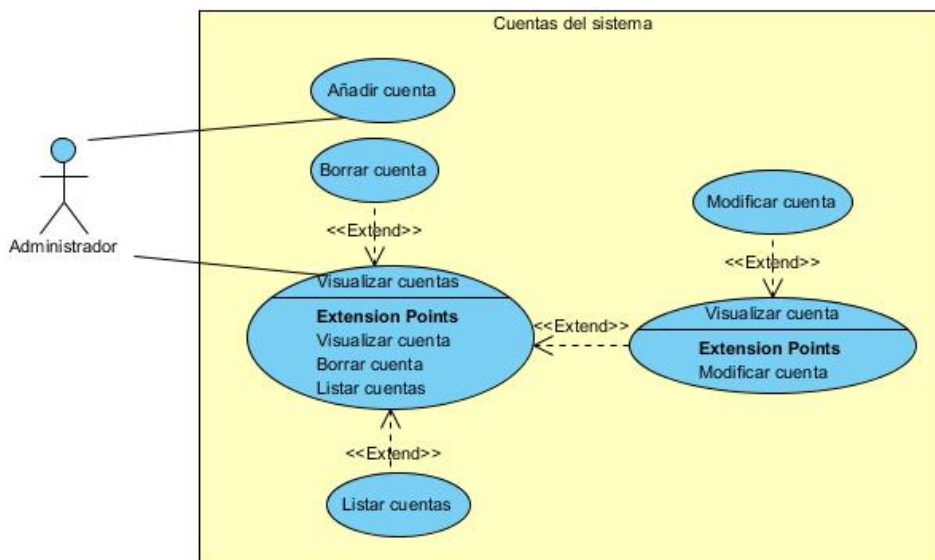 Cuentas del sistema
Añadir cuenta
Borrar cuenta
Modificar cuenta
<<Extend>>
Administrador
<<Extend>>
Visualizar cuentas
Extension Points
Visualizar cuenta
Borrar cuenta
Listar cuentas
<<Extend>>
Visualizar cuenta
Extension Points
Modificar cuenta
<<Extend>>
Listar cuentas